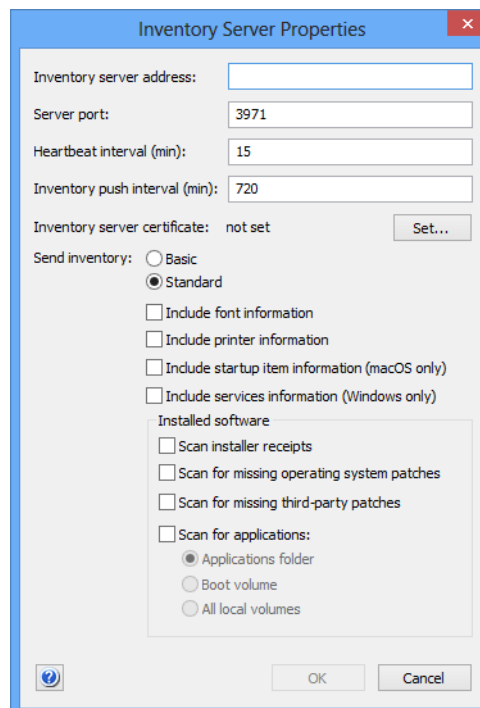 Inventory Server Properties
Inventory server address:
Server port: 3971
Heartbeat interval (min): 15
Inventory push interval (min): 720
Inventory server certificate: not set Set...
Send inventory: Basic
Standard
Include font information
Include printer information
Include startup item information (macOS only)
Include services information (Windows only)
Installed software
Scan installer receipts
Scan for missing operating system patches
Scan for missing third-party patches
Scan for applications:
Applications folder
Boot volume
All local volumes
OK Cancel